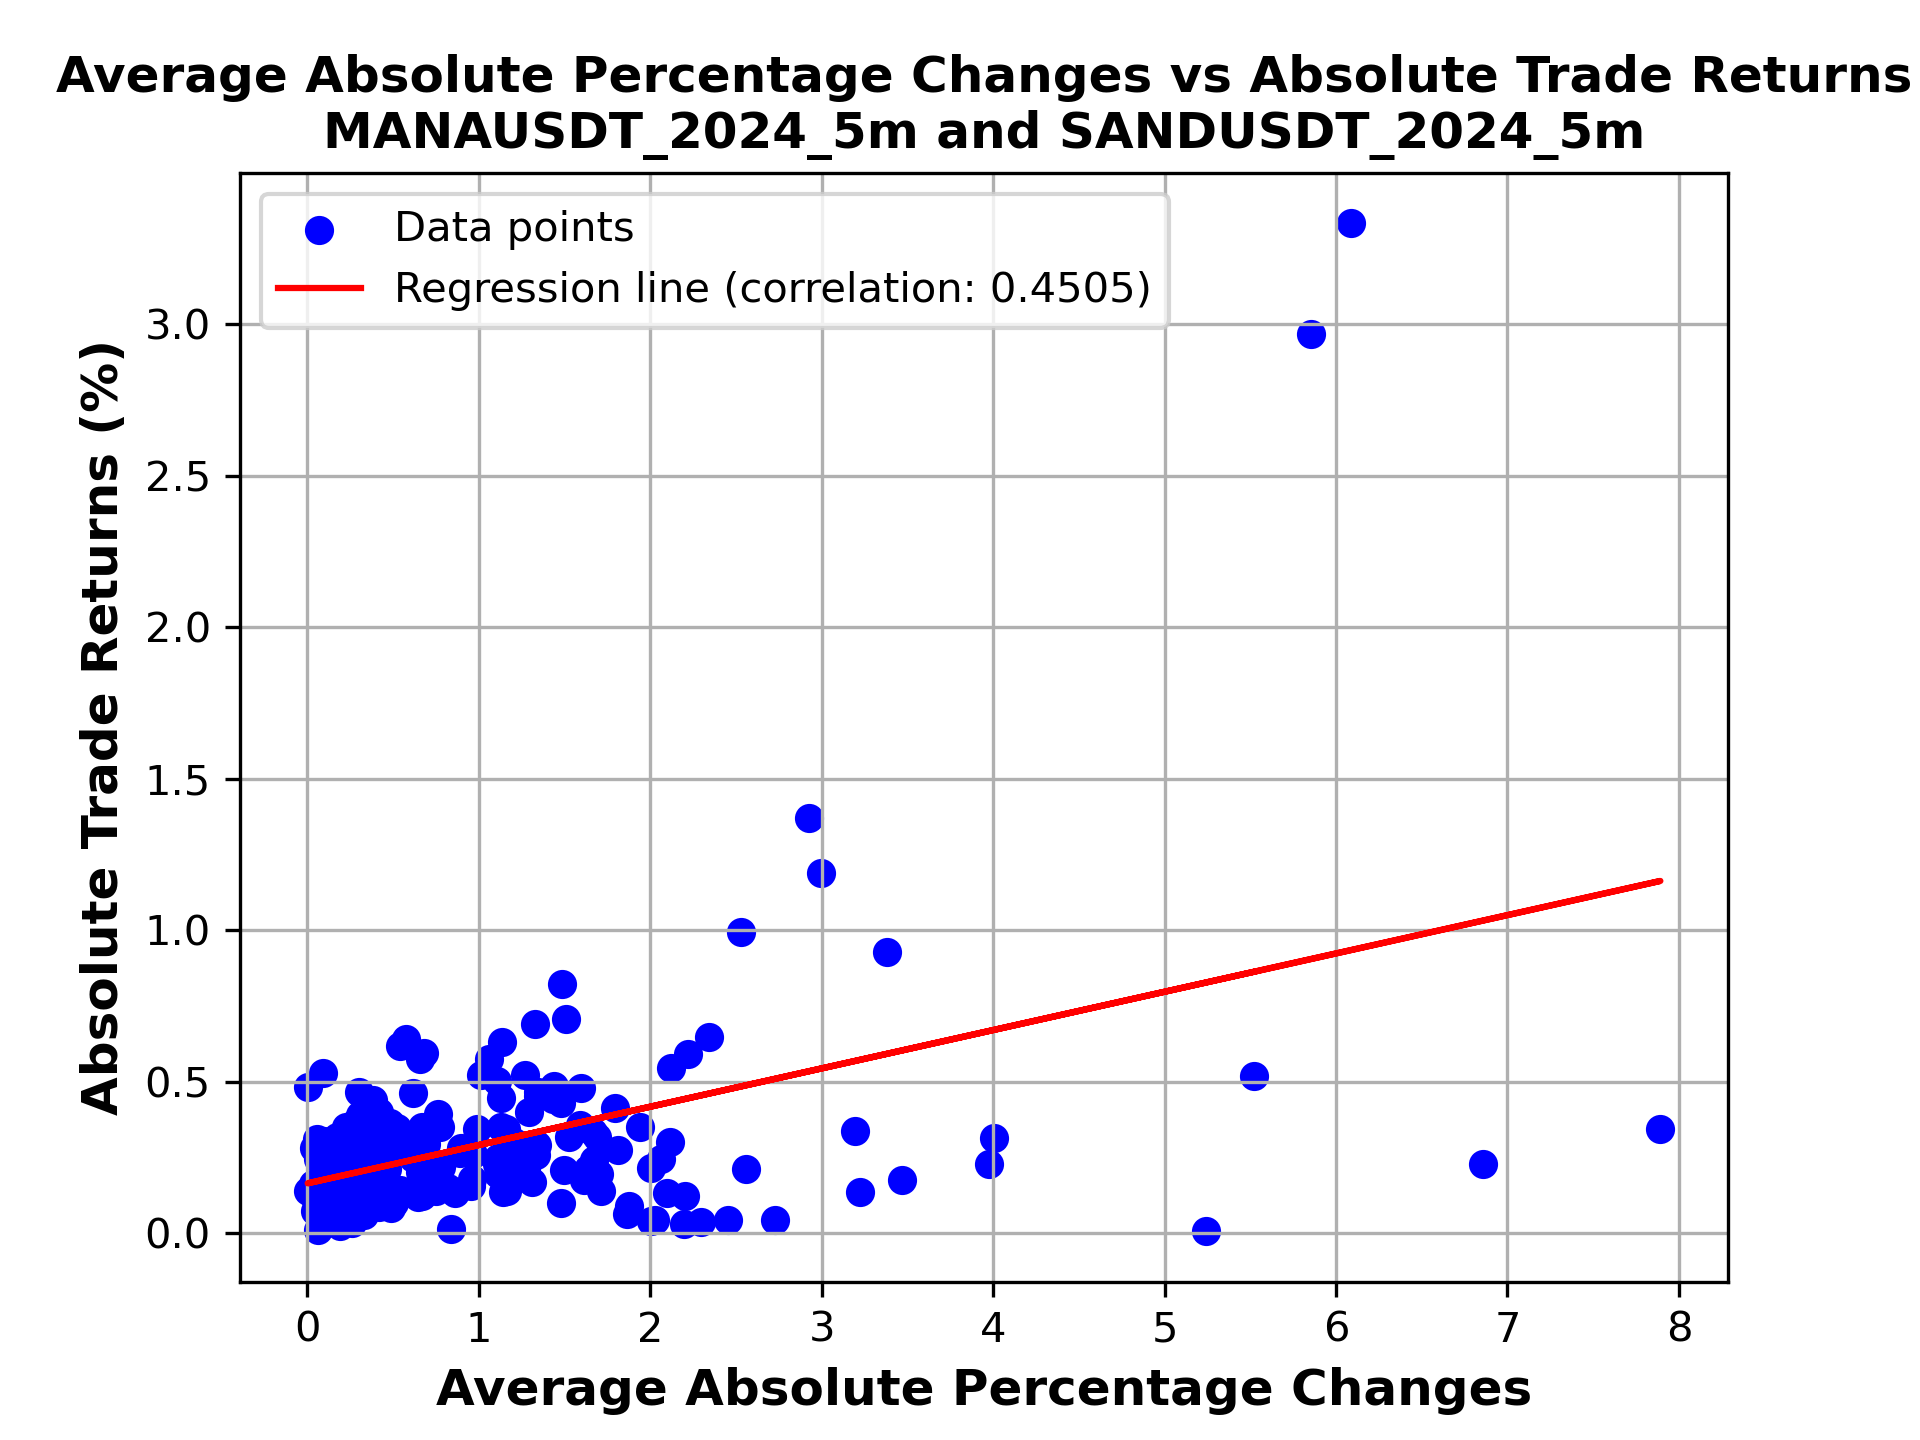 Average Absolute Percentage Changes vs Absolute Trade Returns
MANAUSDT_2024_5m and SANDUSDT_2024_5m
Data points
Regression line (correlation: 0.4505)
Absolute Trade Returns (%)
3.0
2.5
2.0
1.5
1.0
0.5
0.0
0 1 2 3 4 5 6 7 8
Average Absolute Percentage Changes